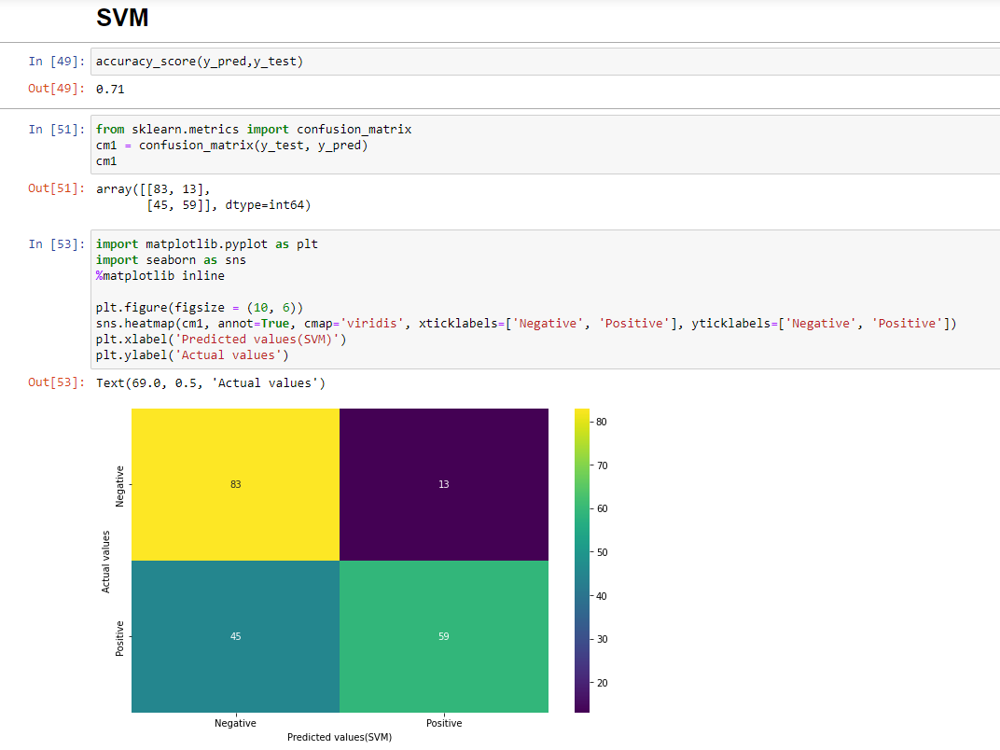 SVM
In [49]: accuracy_score(y_pred,y_test)
Out[49]: 0.71
In [51]: from sklearn.metrics import confusion_matrix
cm1 = confusion_matrix(y_test, y_pred)
cm1
Out[51]: array([[83, 13],
[45, 59]], dtype=int64)
In [53]: import matplotlib.pyplot as plt
import seaborn as sns
%matplotlib inline
plt.figure(figsize = (10, 6))
sns.heatmap(cm1, annot=True, cmap='viridis', xticklabels=['Negative', 'Positive'], yticklabels=['Negative', 'Positive'])
plt.xlabel('Predicted values(SVM)')
plt.ylabel('Actual values')
Out[53]: Text(69.0, 0.5, 'Actual values')
Actual values
Negative
Positive
83
13
45
59
Negative
Positive
Predicted values(SVM)
80
70
60
50
40
30
20